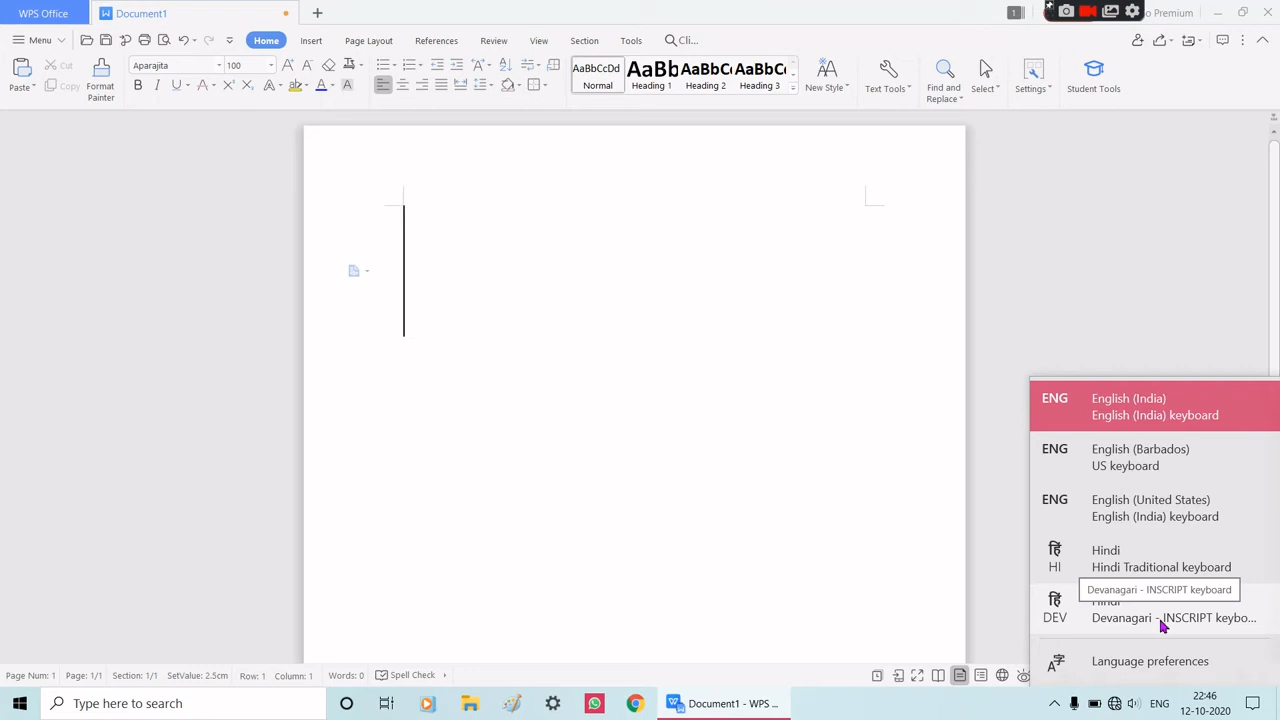 WPS Office
Document1
1
o Premium
Menu
Home
Insert
Page Layout
References
Review
View
Section
Tools
Cli...
Paste
Cut
Copy
Format
Painter
Aparajita
100
B I U
AaBbCcDd
Normal
AaBb
Heading 1
AaBbC
Heading 2
AaBbC
Heading 3
New Style
Text Tools
Find and
Replace
Select
Settings
Student Tools
ENG English (India)
English (India) keyboard
ENG English (Barbados)
US keyboard
ENG English (United States)
English (India) keyboard
हिं Hindi
HI Hindi Traditional keyboard
Devanagari - INSCRIPT keyboard
हिं Hindi
DEV Devanagari - INSCRIPT keybo...
Language preferences
Page Num: 1
Page: 1/1
Section: 1/1
Row: 1
Column:
Words: 0
Spell Check
Type here to search
Document1 - WPS ...
ENG
22:46
12-10-2020